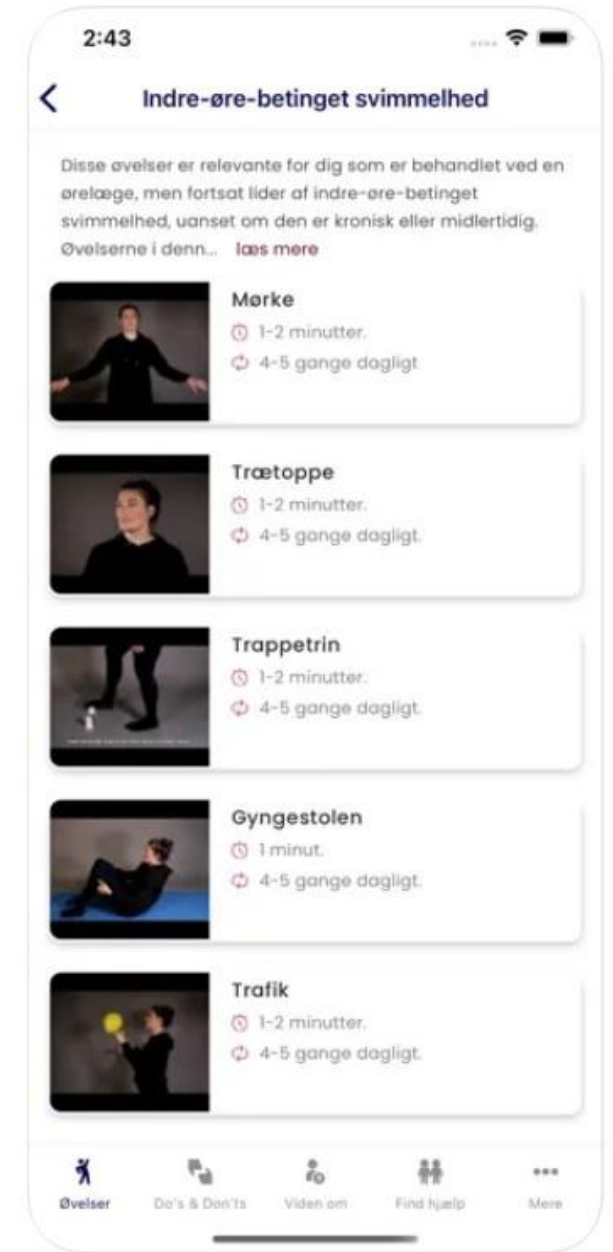 2:43
Indre-øre-betinget svimmelhed
Disse øvelser er relevante for dig som er behandlet ved en
ørelæge, men fortsat lider af indre-øre-betinget
svimmelhed, uanset om den er kronisk eller midlertidig.
Øvelserne i denn... læs mere
Mørke
1-2 minutter.
4-5 gange dagligt
Trætoppe
1-2 minutter.
4-5 gange dagligt.
Trappetrin
1-2 minutter.
4-5 gange dagligt.
Gyngestolen
1 minut.
4-5 gange dagligt.
Trafik
1-2 minutter.
4-5 gange dagligt.
Øvelser
Do's & Don'ts
Viden om
Find hjælp
Mere